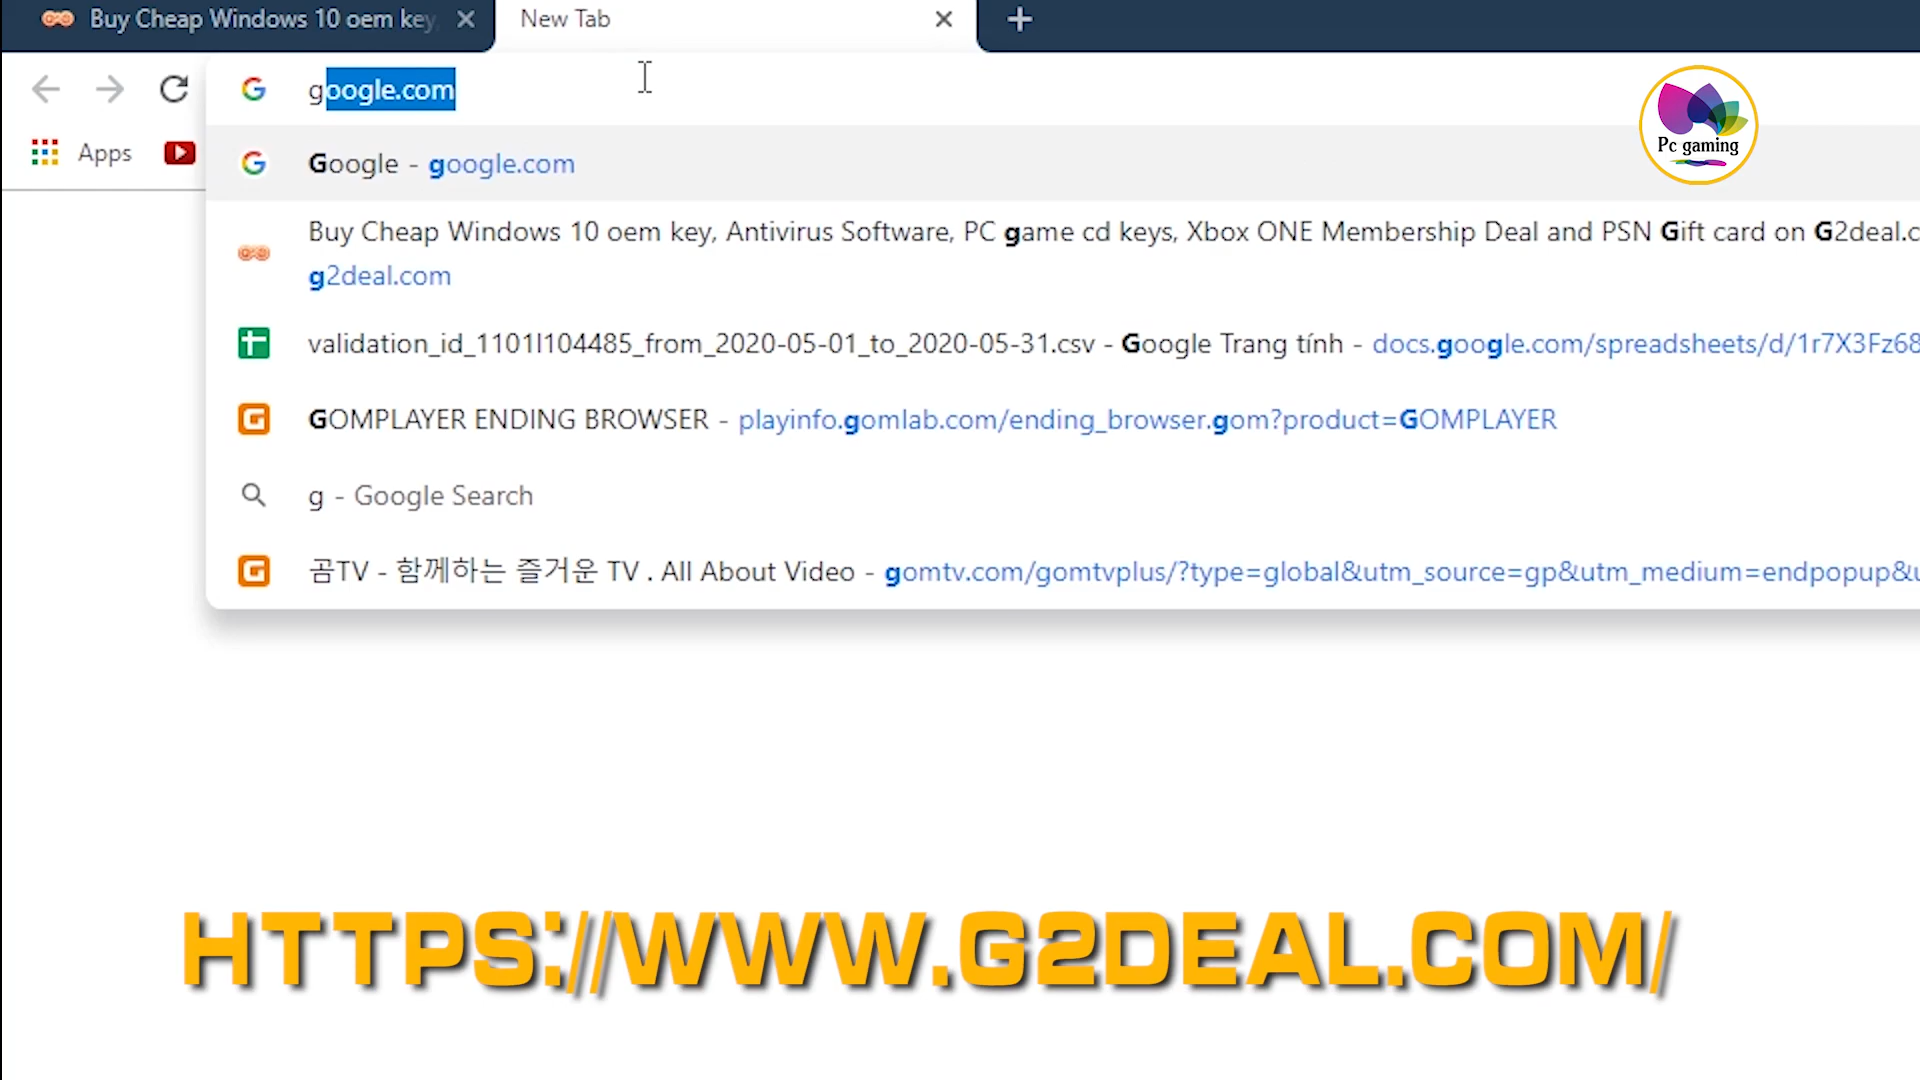 Buy Cheap Windows 10 oem key,
New Tab
google.com
Apps
Pc gaming
Google - google.com
Buy Cheap Windows 10 oem key, Antivirus Software, PC game cd keys, Xbox ONE Membership Deal and PSN Gift card on G2deal.c
g2deal.com
validation_id_1101I104485_from_2020-05-01_to_2020-05-31.csv - Google Trang tính - docs.google.com/spreadsheets/d/1r7X3Fz68
GOMPLAYER ENDING BROWSER - playinfo.gomlab.com/ending_browser.gom?product=GOMPLAYER
g - Google Search
곰TV - 함께하는 즐거운 TV . All About Video - gomtv.com/gomtvplus/?type=global&utm_source=gp&utm_medium=endpopup&u
HTTPS://WWW.G2DEAL.COM/